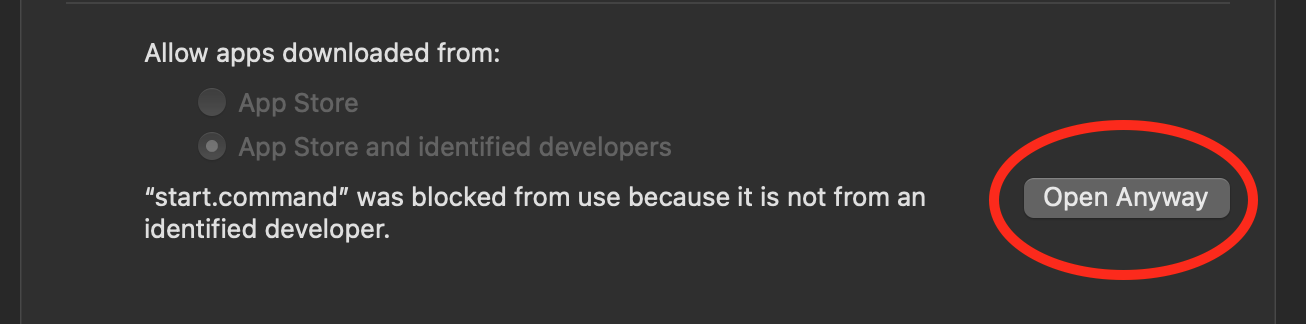 Allow apps downloaded from:
App Store
App Store and identified developers
“start.command” was blocked from use because it is not from an
identified developer.
Open Anyway